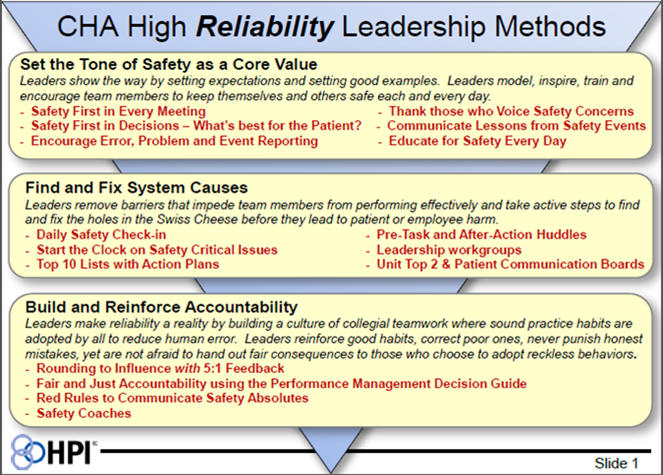 CHA High Reliability Leadership Methods
Set the Tone of Safety as a Core Value
Leaders show the way by setting expectations and setting good examples. Leaders model, inspire, train and
encourage team members to keep themselves and others safe each and every day.
- Safety First in Every Meeting
- Safety First in Decisions – What's best for the Patient?
- Encourage Error, Problem and Event Reporting
- Thank those who Voice Safety Concerns
- Communicate Lessons from Safety Events
- Educate for Safety Every Day
Find and Fix System Causes
Leaders remove barriers that impede team members from performing effectively and take active steps to find
and fix the holes in the Swiss Cheese before they lead to patient or employee harm.
- Daily Safety Check-in
- Start the Clock on Safety Critical Issues
- Top 10 Lists with Action Plans
- Pre-Task and After-Action Huddles
- Leadership workgroups
- Unit Top 2 & Patient Communication Boards
Build and Reinforce Accountability
Leaders make reliability a reality by building a culture of collegial teamwork where sound practice habits are
adopted by all to reduce human error. Leaders reinforce good habits, correct poor ones, never punish honest
mistakes, yet are not afraid to hand out fair consequences to those who choose to adopt reckless behaviors.
- Rounding to Influence with 5:1 Feedback
- Fair and Just Accountability using the Performance Management Decision Guide
- Red Rules to Communicate Safety Absolutes
- Safety Coaches
HPI
Slide 1